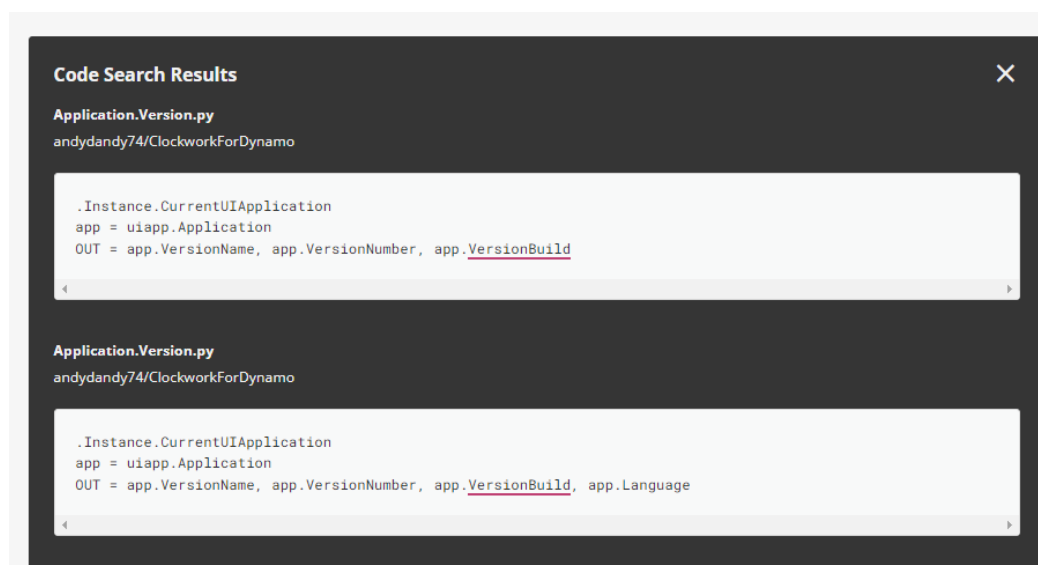 Code Search Results
Application.Version.py
andydandy74/ClockworkForDynamo
.Instance.CurrentUIApplication
app = uiapp.Application
OUT = app.VersionName, app.VersionNumber, app.VersionBuild
Application.Version.py
andydandy74/ClockworkForDynamo
.Instance.CurrentUIApplication
app = uiapp.Application
OUT = app.VersionName, app.VersionNumber, app.VersionBuild, app.Language